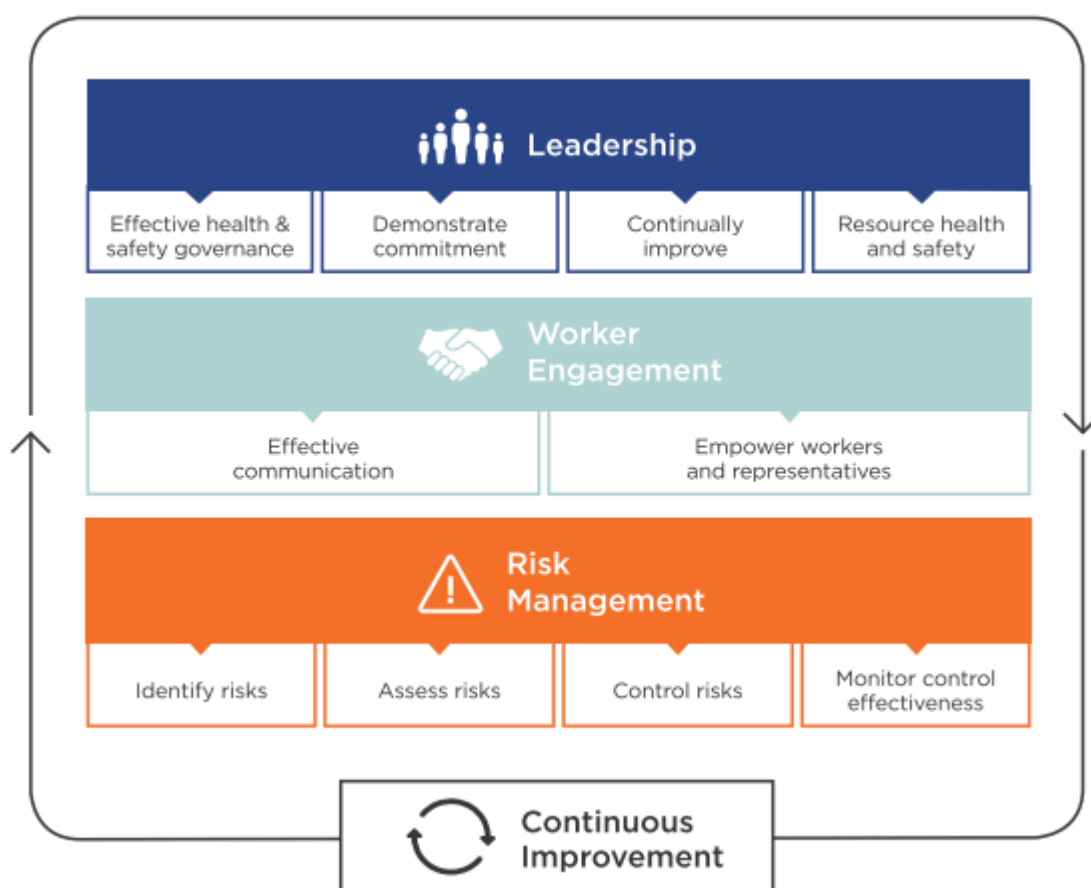 Leadership
Effective health &
safety governance
Demonstrate
commitment
Continually
improve
Resource health
and safety
Worker
Engagement
Effective
communication
Empower workers
and representatives
Risk
Management
Identify risks
Assess risks
Control risks
Monitor control
effectiveness
Continuous
Improvement